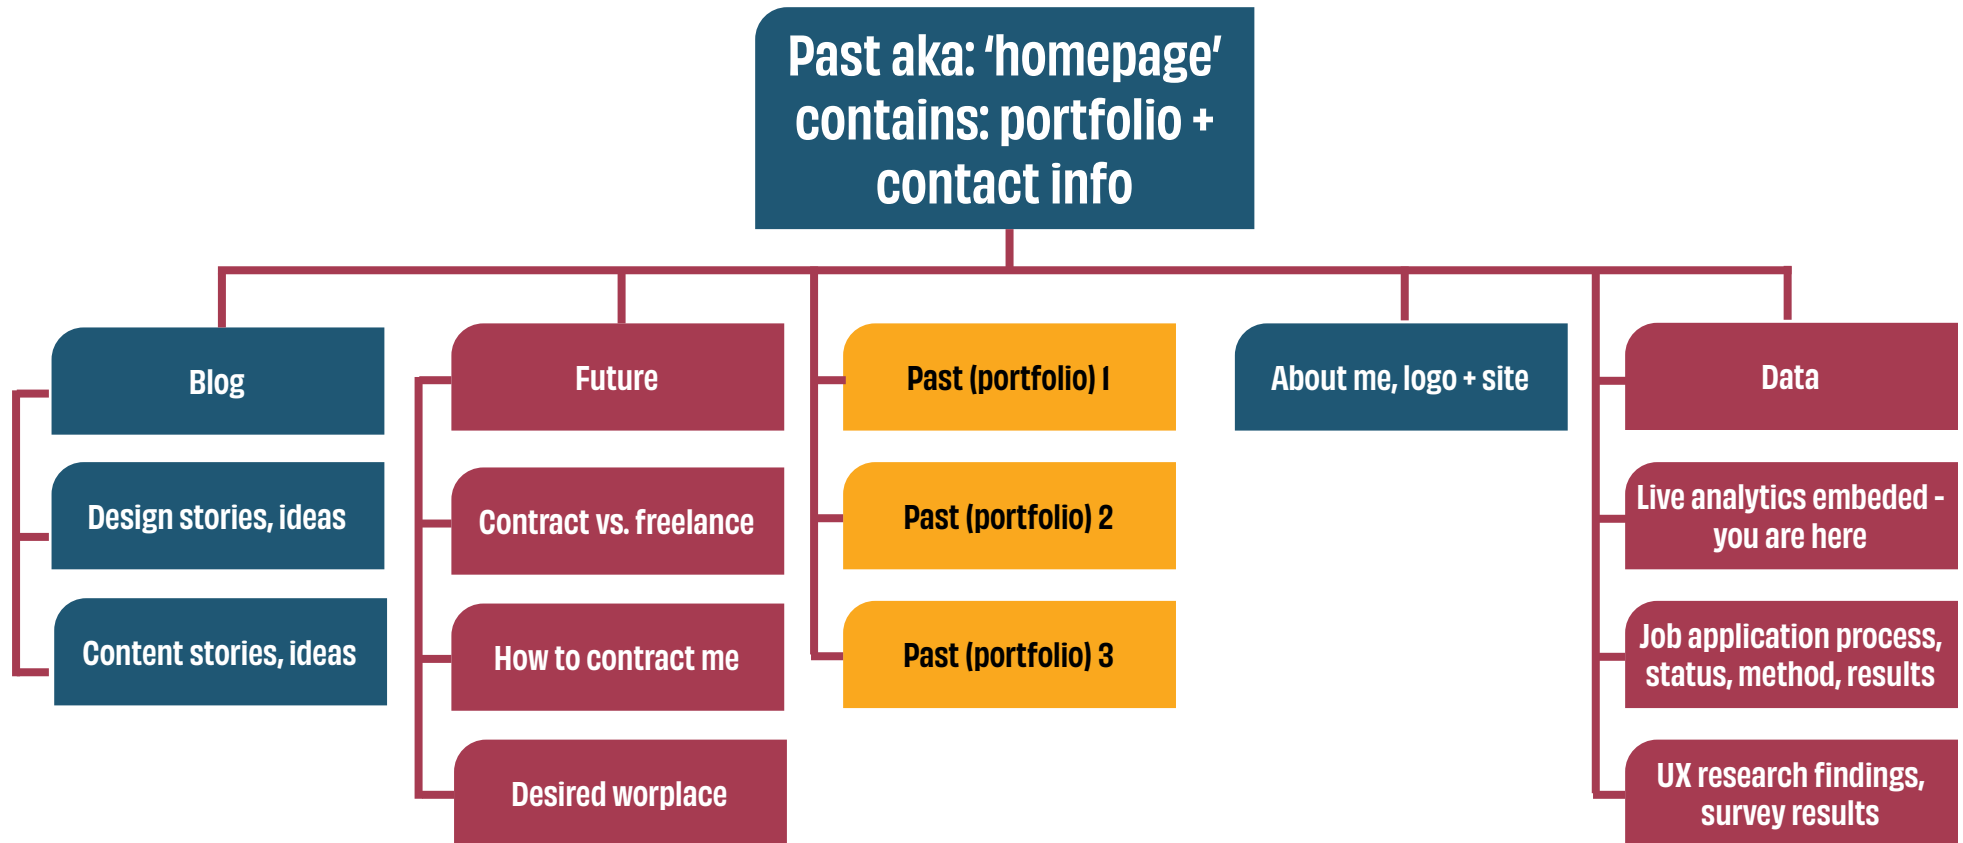 Past aka: ‘homepage’
contains: portfolio +
contact info
Blog
Design stories, ideas
Content stories, ideas
Future
Contract vs. freelance
How to contract me
Desired worplace
Past (portfolio) 1
Past (portfolio) 2
Past (portfolio) 3
About me, logo + site
Data
Live analytics embeded -
you are here
Job application process,
status, method, results
UX research findings,
survey results